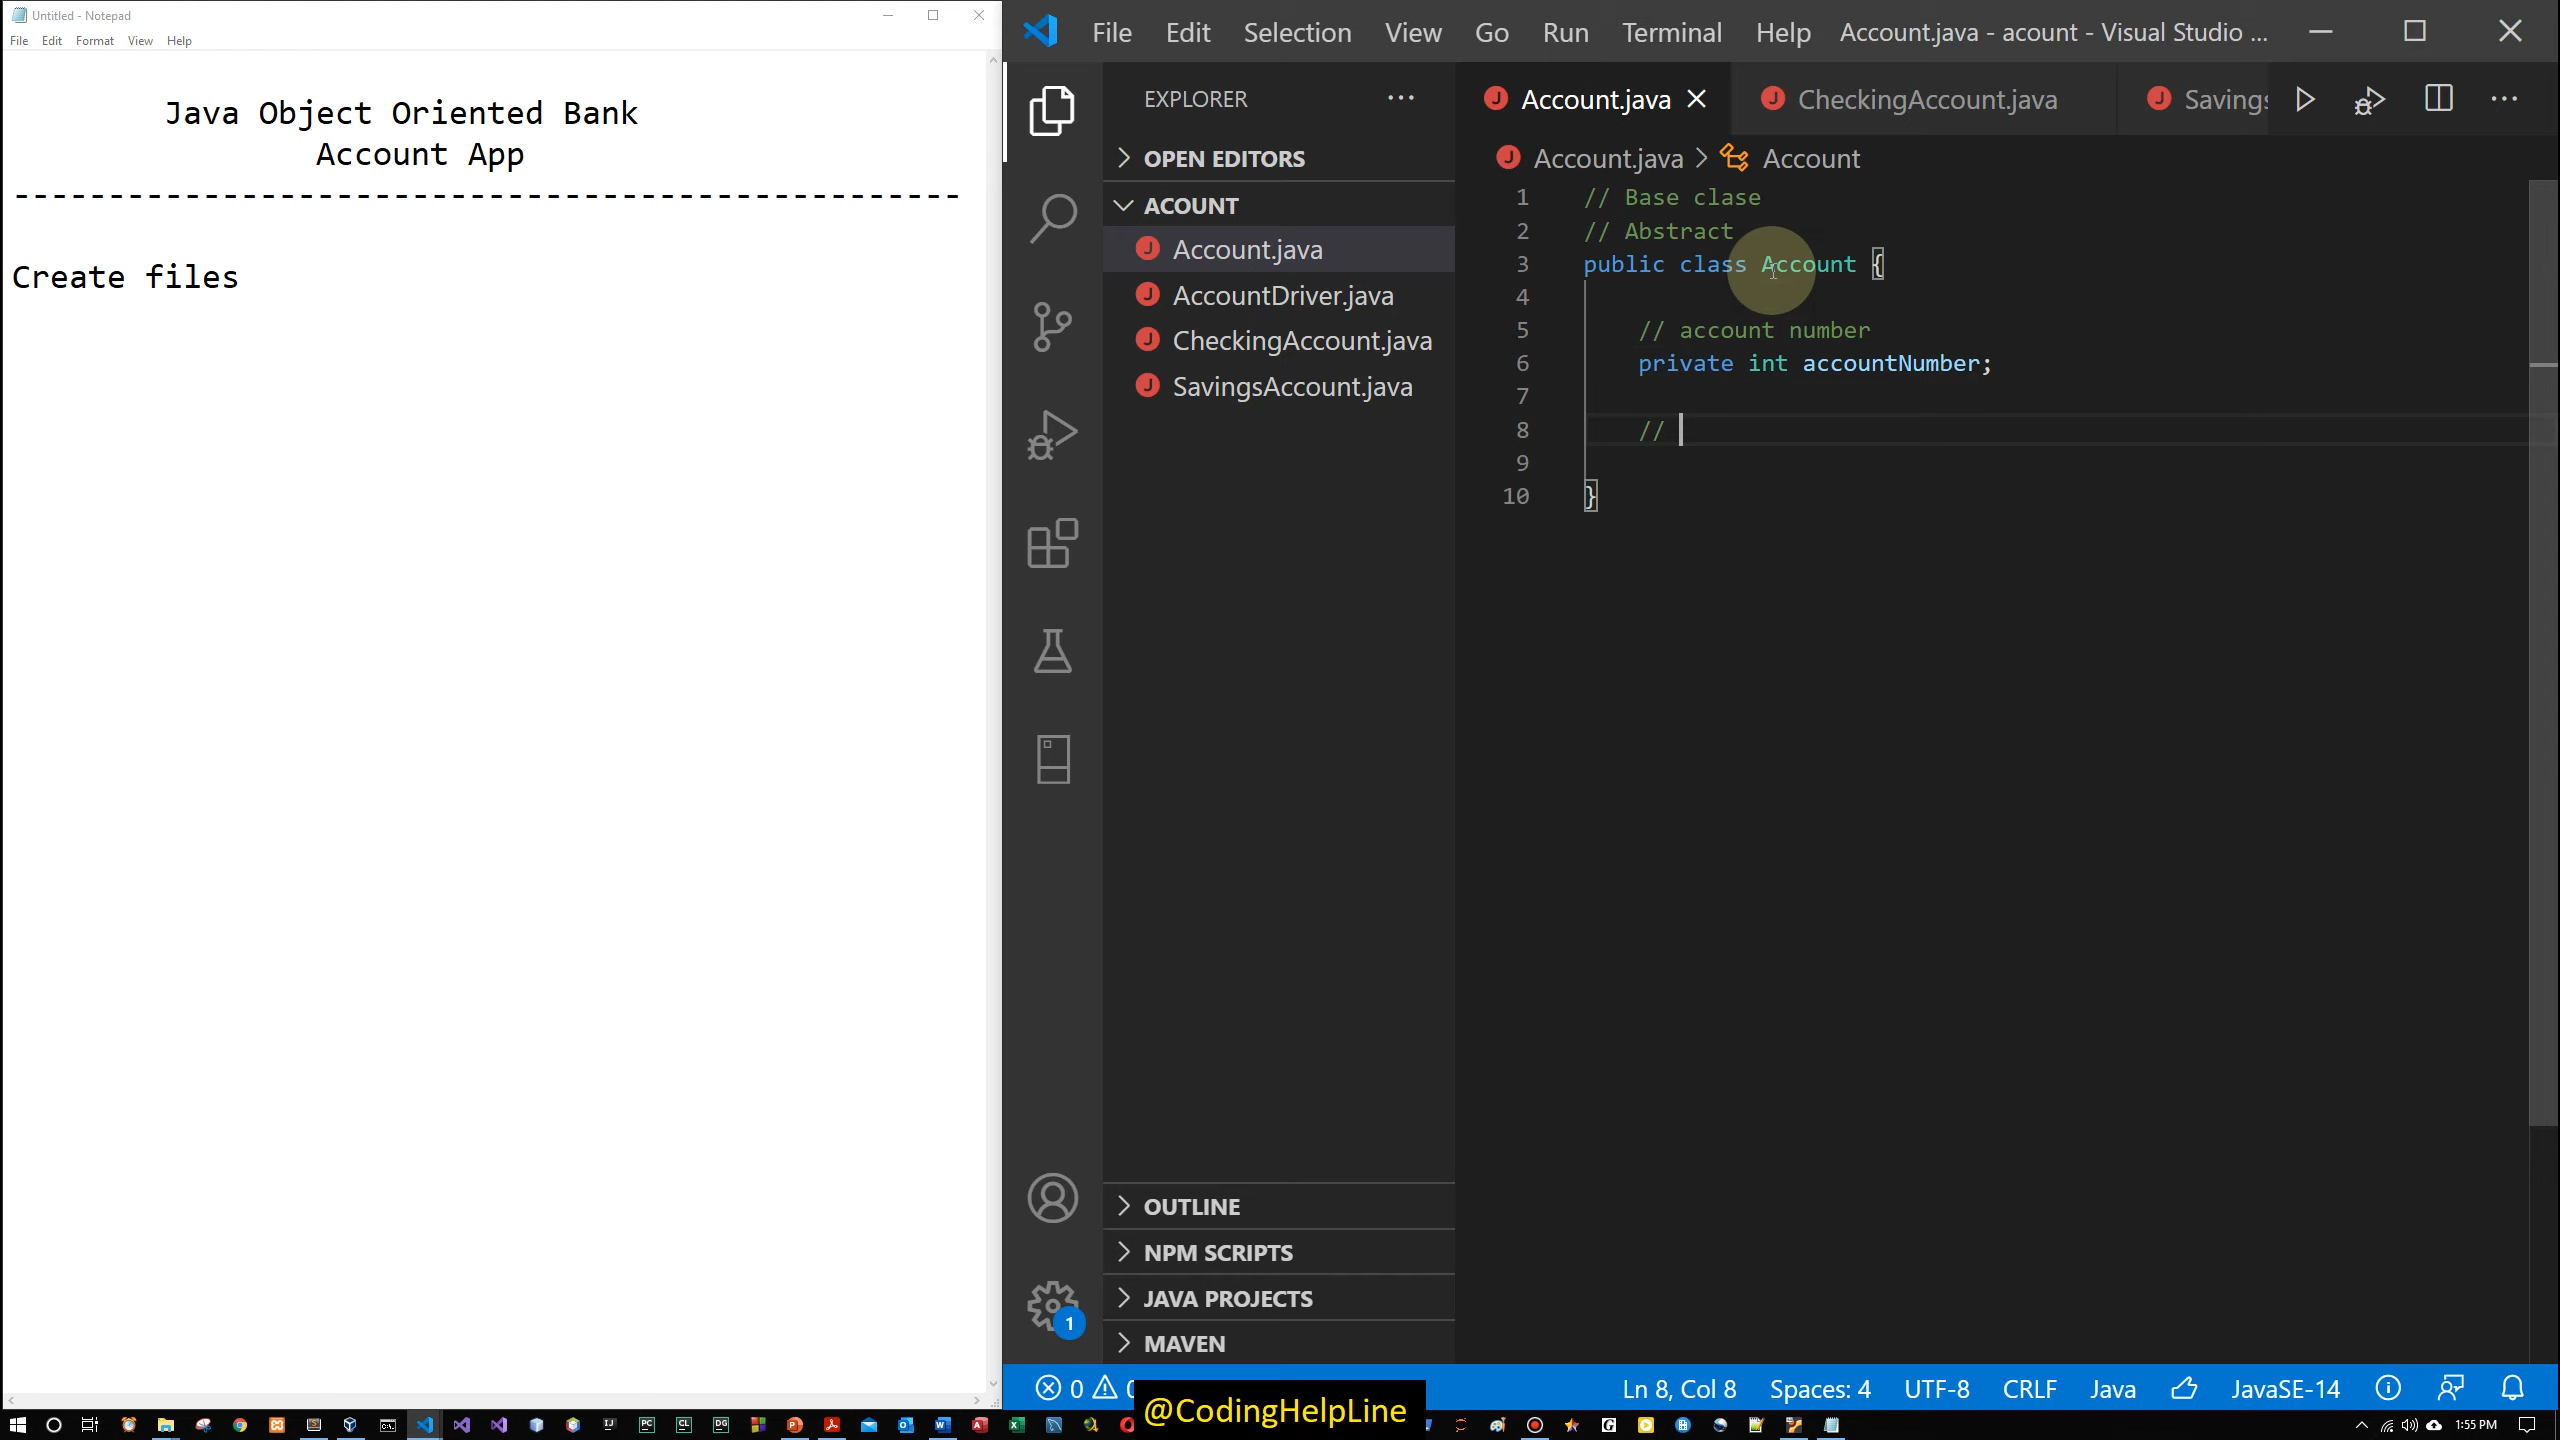 Untitled - Notepad
File Edit Format View Help
Java Object Oriented Bank
Account App
---------------------------------------------------
Create files
File Edit Selection View Go Run Terminal Help Account.java - acount - Visual Studio ...
EXPLORER ...
OPEN EDITORS
ACOUNT
Account.java
AccountDriver.java
CheckingAccount.java
SavingsAccount.java
OUTLINE
NPM SCRIPTS
JAVA PROJECTS
MAVEN
1
Account.java CheckingAccount.java Savings
Account.java > Account
1 // Base clase
2 // Abstract
3 public class Account {
4
5 // account number
6 private int accountNumber;
7
8 //
9
10 }
0 0 Ln 8, Col 8 Spaces: 4 UTF-8 CRLF Java JavaSE-14
@CodingHelpLine
1:55 PM